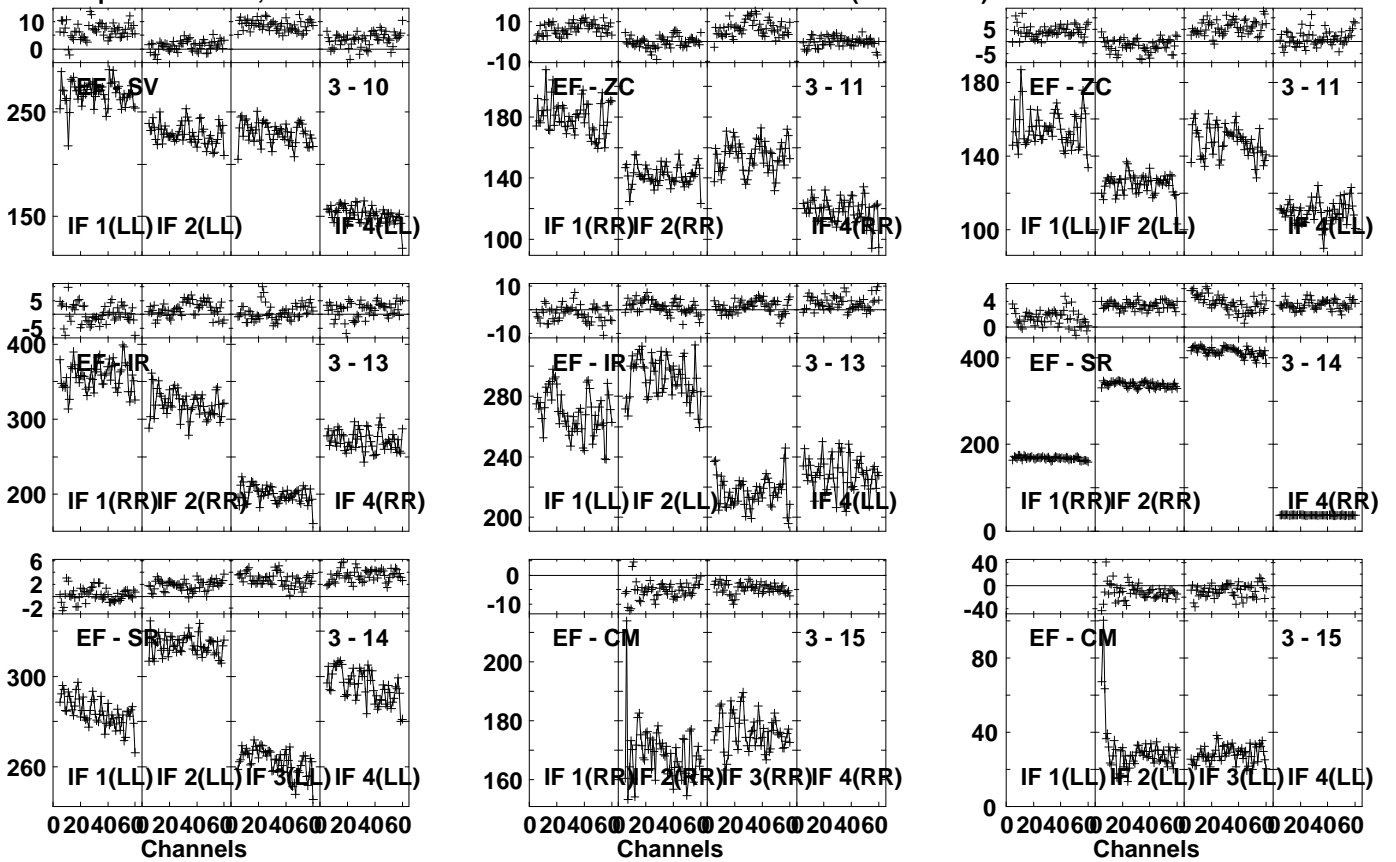 10
0
10
0
-10
5
-5
EF - SV
3 - 10
EF - ZC
3 - 11
EF - ZC
3 - 11
250
150
180
140
100
180
140
100
IF 1(LL) IF 2(LL) IF 4(LL)
IF 1(RR) IF 2(RR) IF 4(RR)
IF 1(LL) IF 2(LL) IF 4(LL)
5
-5
10
-10
4
0
EF - IR
3 - 13
EF - IR
3 - 13
EF - SR
3 - 14
400
300
200
280
240
200
400
200
0
IF 1(RR) IF 2(RR) IF 4(RR)
IF 1(LL) IF 2(LL) IF 4(LL)
IF 1(RR) IF 2(RR) IF 4(RR)
6
2
-2
0
-10
40
0
-40
EF - SR
3 - 14
EF - CM
3 - 15
EF - CM
3 - 15
300
260
200
180
160
80
40
0
IF 1(LL) IF 2(LL) IF 3(LL) IF 4(LL)
IF 1(RR) IF 2(RR) IF 3(RR) IF 4(RR)
IF 1(LL) IF 2(LL) IF 3(LL) IF 4(LL)
0 20 40 60 0 20 40 60 0 20 40 60 0 20 40 60
0 20 40 60 0 20 40 60 0 20 40 60 0 20 40 60
0 20 40 60 0 20 40 60 0 20 40 60 0 20 40 60
Channels
Channels
Channels